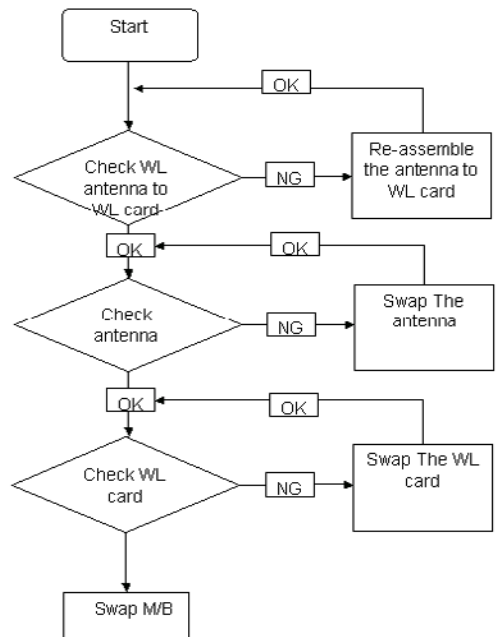 Start
OK
Check WL
antenna to
WL card
NG
Re-assemble
the antenna to
WL card
OK
OK
Check
antenna
NG
Swap The
antenna
OK
OK
Check WL
card
NG
Swap The WL
card
Swap M/B